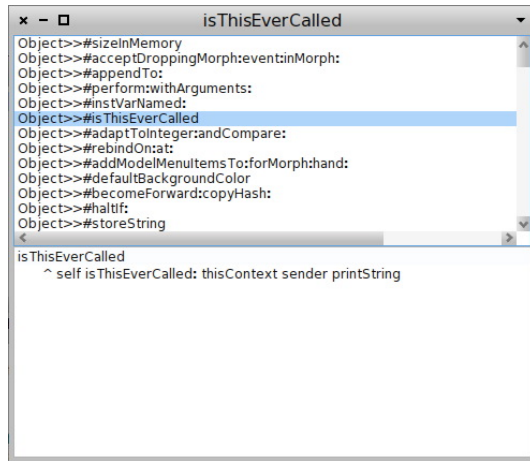 isThisEverCalled
Object>>#sizeInMemory
Object>>#acceptDroppingMorph:event:inMorph:
Object>>#appendTo:
Object>>#perform:withArguments:
Object>>#instVarNamed:
Object>>#isThisEverCalled
Object>>#adaptToInteger:andCompare:
Object>>#rebindOn:at:
Object>>#addModelMenuItemsTo:forMorph:hand:
Object>>#defaultBackgroundColor
Object>>#becomeForward:copyHash:
Object>>#haltIf:
Object>>#storeString
isThisEverCalled
^ self isThisEverCalled: thisContext sender printString